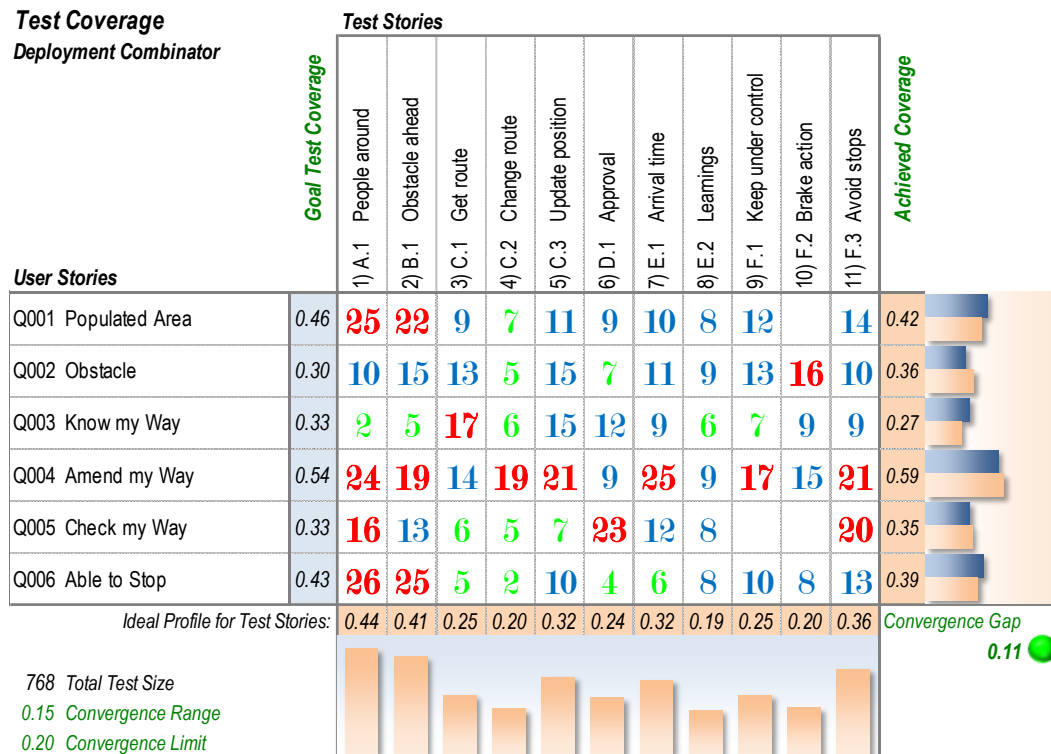 Test Coverage
Deployment Combinator
Test Stories
Goal Test Coverage
1) A.1 People around
2) B.1 Obstacle ahead
3) C.1 Get route
4) C.2 Change route
5) C.3 Update position
6) D.1 Approval
7) E.1 Arrival time
8) E.2 Learnings
9) F.1 Keep under control
10) F.2 Brake action
11) F.3 Avoid stops
Achieved Coverage
User Stories
Q001 Populated Area 0.46 25 22 9 7 11 9 10 8 12 14 0.42
Q002 Obstacle 0.30 10 15 13 5 15 7 11 9 13 16 10 0.36
Q003 Know my Way 0.33 2 5 17 6 15 12 9 6 7 9 9 0.27
Q004 Amend my Way 0.54 24 19 14 19 21 9 25 9 17 15 21 0.59
Q005 Check my Way 0.33 16 13 6 5 7 23 12 8 20 0.35
Q006 Able to Stop 0.43 26 25 5 2 10 4 6 8 10 8 13 0.39
Ideal Profile for Test Stories: 0.44 0.41 0.25 0.20 0.32 0.24 0.32 0.19 0.25 0.20 0.36 Convergence Gap
0.11
768 Total Test Size
0.15 Convergence Range
0.20 Convergence Limit